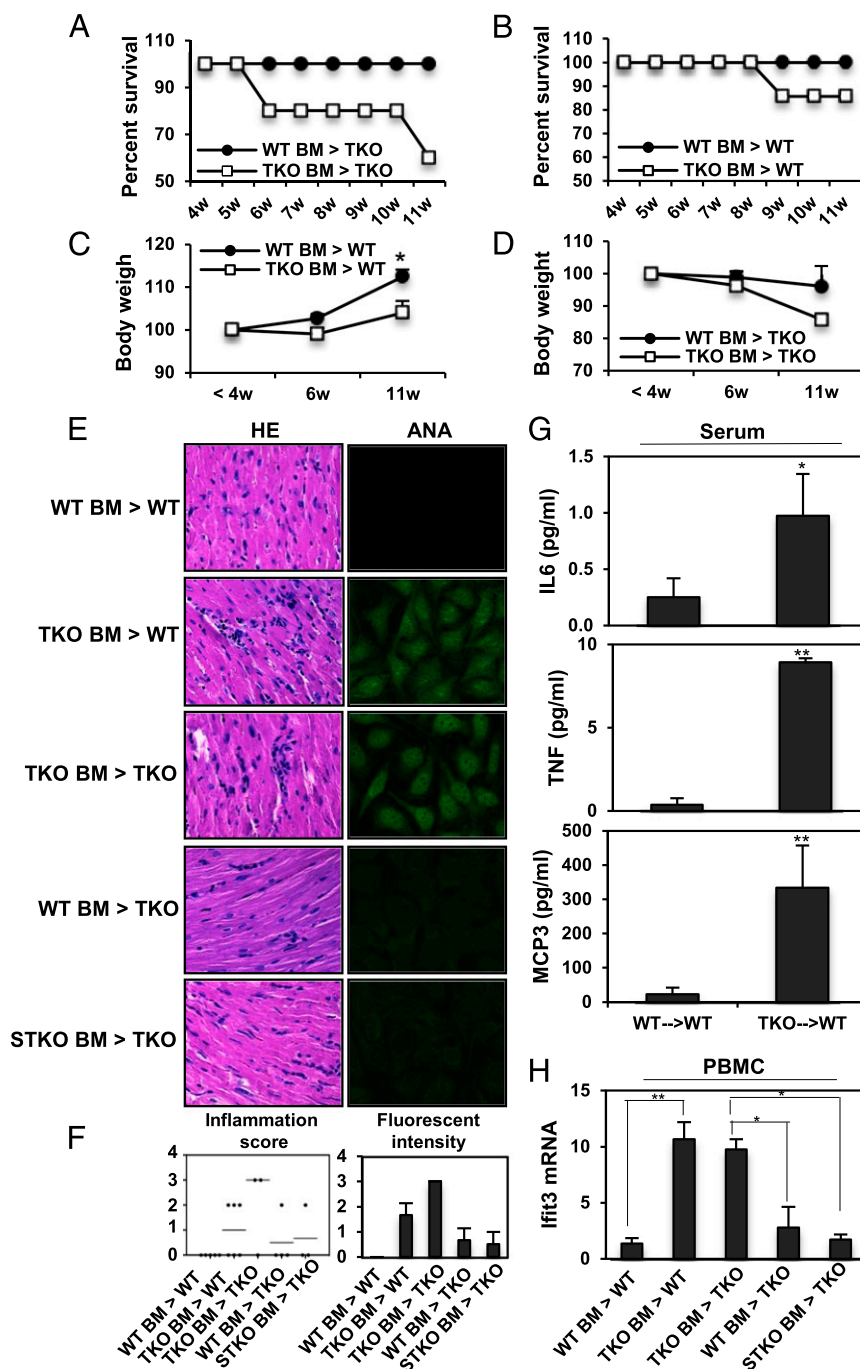 A
Percent survival
110
100
90
80
70
60
50
WT BM > TKO
TKO BM > TKO
4w 5w 6w 7w 8w 9w 10w 11w
B
Percent survival
110
100
90
80
70
60
50
WT BM > WT
TKO BM > WT
4w 5w 6w 7w 8w 9w 10w 11w
C
Body weigh
120
110
100
90
WT BM > WT
TKO BM > WT
*
< 4w 6w 11w
D
Body weight
110
100
90
80
70
WT BM > TKO
TKO BM > TKO
< 4w 6w 11w
E
HE ANA
WT BM > WT
TKO BM > WT
TKO BM > TKO
WT BM > TKO
STKO BM > TKO
F
Inflammation
score
4
3
2
1
0
WT BM > WT
TKO BM > WT
TKO BM > TKO
WT BM > TKO
STKO BM > TKO
Fluorescent
intensity
4
3
2
1
0
WT BM > WT
TKO BM > WT
TKO BM > TKO
WT BM > TKO
STKO BM > TKO
G
Serum
IL6 (pg/ml)
1.5
1.0
0.5
0.0
*
TNF (pg/ml)
10
5
0
**
MCP3 (pg/ml)
500
400
300
200
100
0
**
WT-->WT TKO-->WT
H
PBMC
Ifit3 mRNA
15
10
5
0
**
*
*
WT BM > WT
TKO BM > WT
TKO BM > TKO
WT BM > TKO
STKO BM > TKO